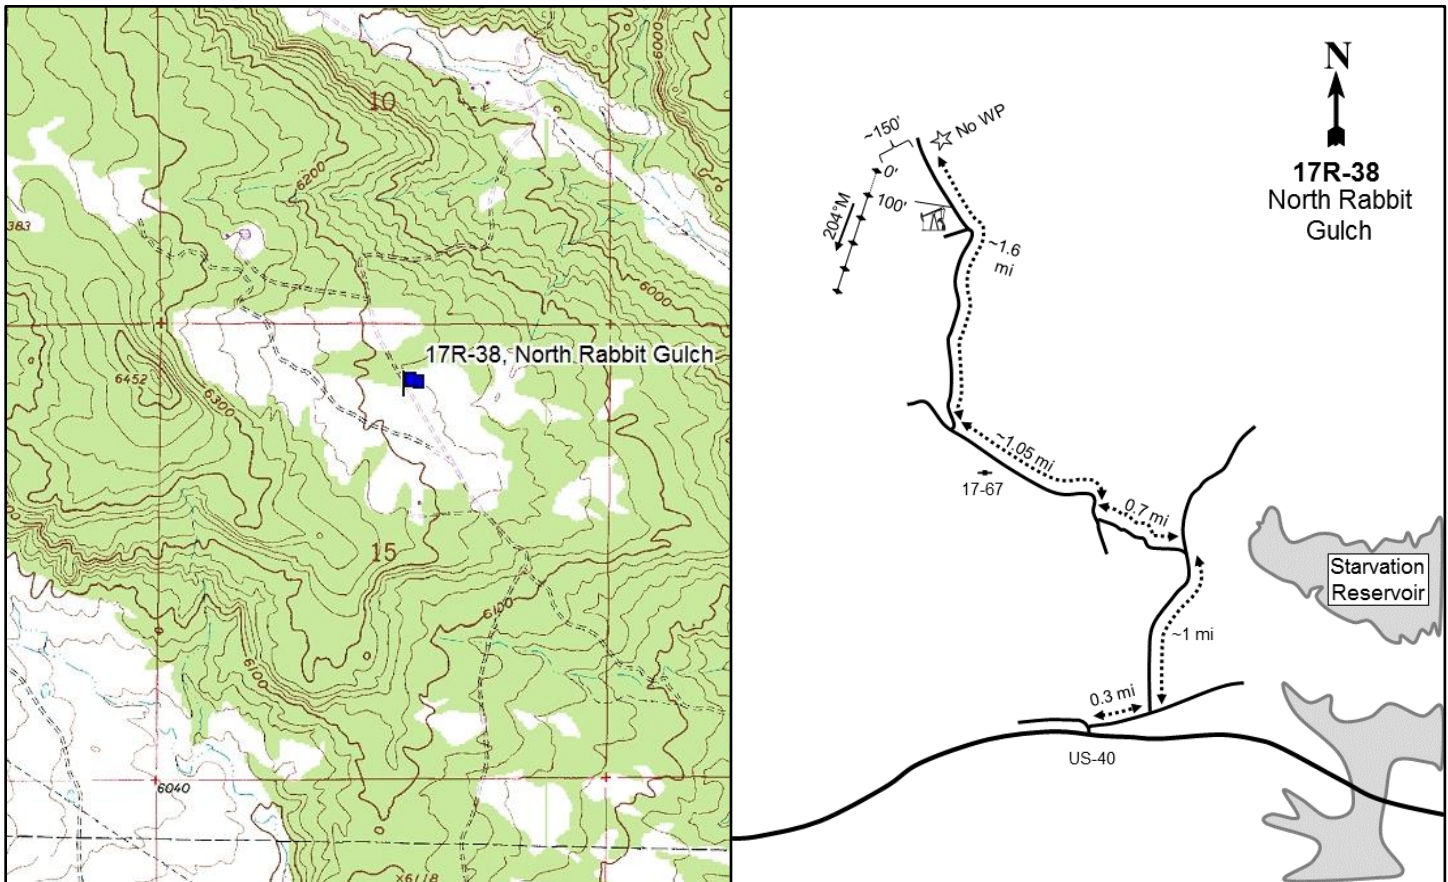 10
6000
6200
383
6000
17R-38, North Rabbit Gulch
6452
6300
15
6100
6100
6040
×6118
N
17R-38
North Rabbit
Gulch
~150'
No WP
0'
100'
204°M
~1.6
mi
~1.05 mi
17-67
0.7 mi
Starvation
Reservoir
~1 mi
0.3 mi
US-40